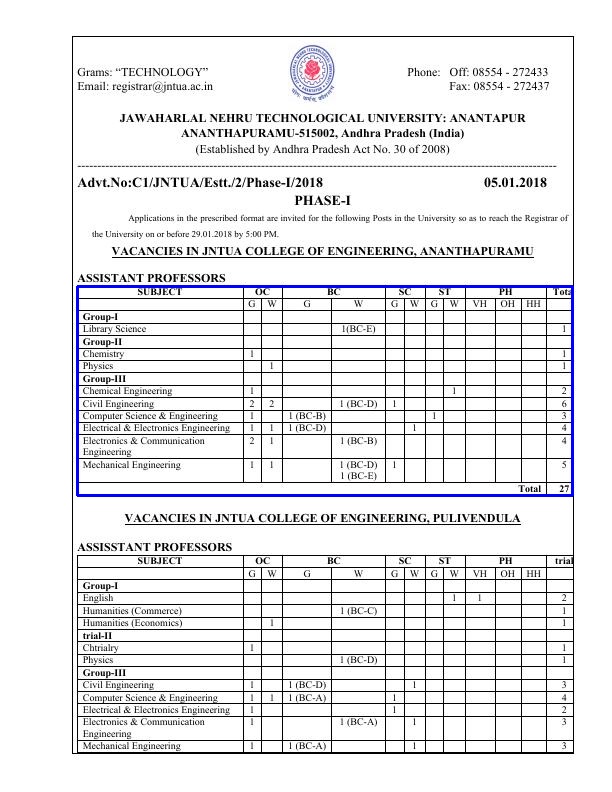 Grams: “TECHNOLOGY” Phone: Off: 08554 - 272433
Email: registrar@jntua.ac.in Fax: 08554 - 272437
JAWAHARLAL NEHRU TECHNOLOGICAL UNIVERSITY: ANANTAPUR
ANANTHAPURAMU-515002, Andhra Pradesh (India)
(Established by Andhra Pradesh Act No. 30 of 2008)
Advt.No:C1/JNTUA/Estt./2/Phase-I/2018 05.01.2018
PHASE-I
Applications in the prescribed format are invited for the following Posts in the University so as to reach the Registrar of
the University on or before 29.01.2018 by 5:00 PM.
VACANCIES IN JNTUA COLLEGE OF ENGINEERING, ANANTHAPURAMU
ASSISTANT PROFESSORS
SUBJECT OC BC SC ST PH Tota
G W G W G W G W VH OH HH
Group-I
Library Science 1(BC-E) 1
Group-II
Chemistry 1 1
Physics 1 1
Group-III
Chemical Engineering 1 1 2
Civil Engineering 2 2 1 (BC-D) 1 6
Computer Science & Engineering 1 1 (BC-B) 1 3
Electrical & Electronics Engineering 1 1 1 (BC-D) 1 4
Electronics & Communication 2 1 1 (BC-B) 4
Engineering
Mechanical Engineering 1 1 1 (BC-D) 1 5
1 (BC-E)
Total 27
VACANCIES IN JNTUA COLLEGE OF ENGINEERING, PULIVENDULA
ASSISSTANT PROFESSORS
SUBJECT OC BC SC ST PH trial
G W G W G W G W VH OH HH
Group-I
English 1 1 2
Humanities (Commerce) 1 (BC-C) 1
Humanities (Economics) 1 1
trial-II
Chtrialry 1 1
Physics 1 (BC-D) 1
Group-III
Civil Engineering 1 1 (BC-D) 1 3
Computer Science & Engineering 1 1 1 (BC-A) 1 4
Electrical & Electronics Engineering 1 1 2
Electronics & Communication 1 1 (BC-A) 1 3
Engineering
Mechanical Engineering 1 1 (BC-A) 1 3